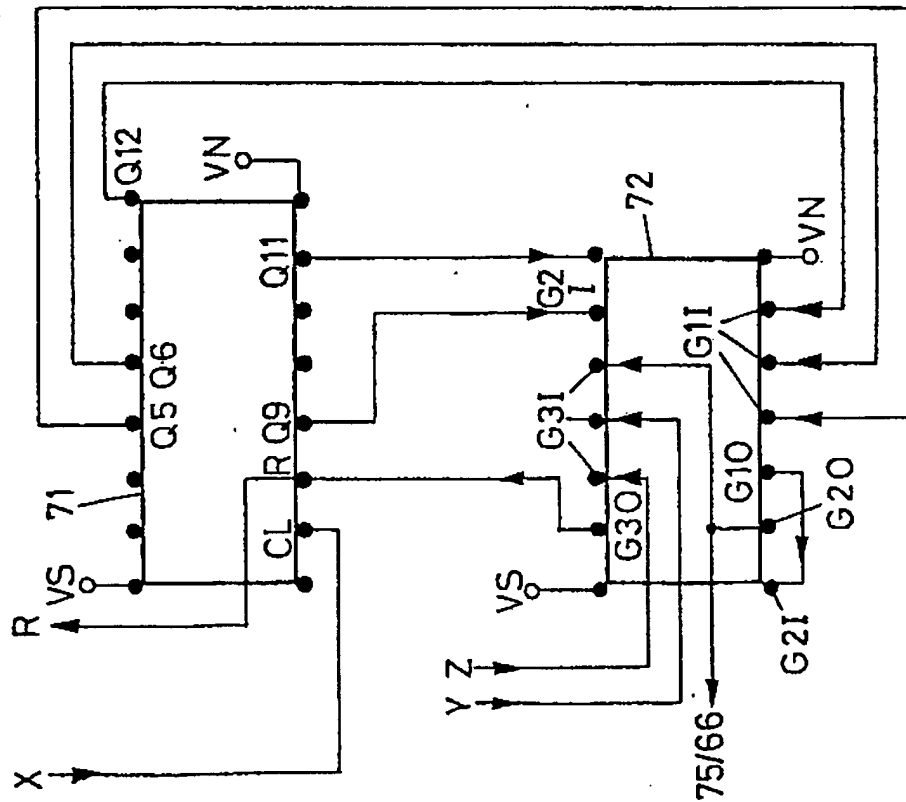 Q12
VN
71
Q5 Q6
VS
R
Q11
Q9
R
CL
X
72
G2
I
G3I
G3O
VS
Z
Y
VN
G1I
G1O
G2O
G2I
75/66